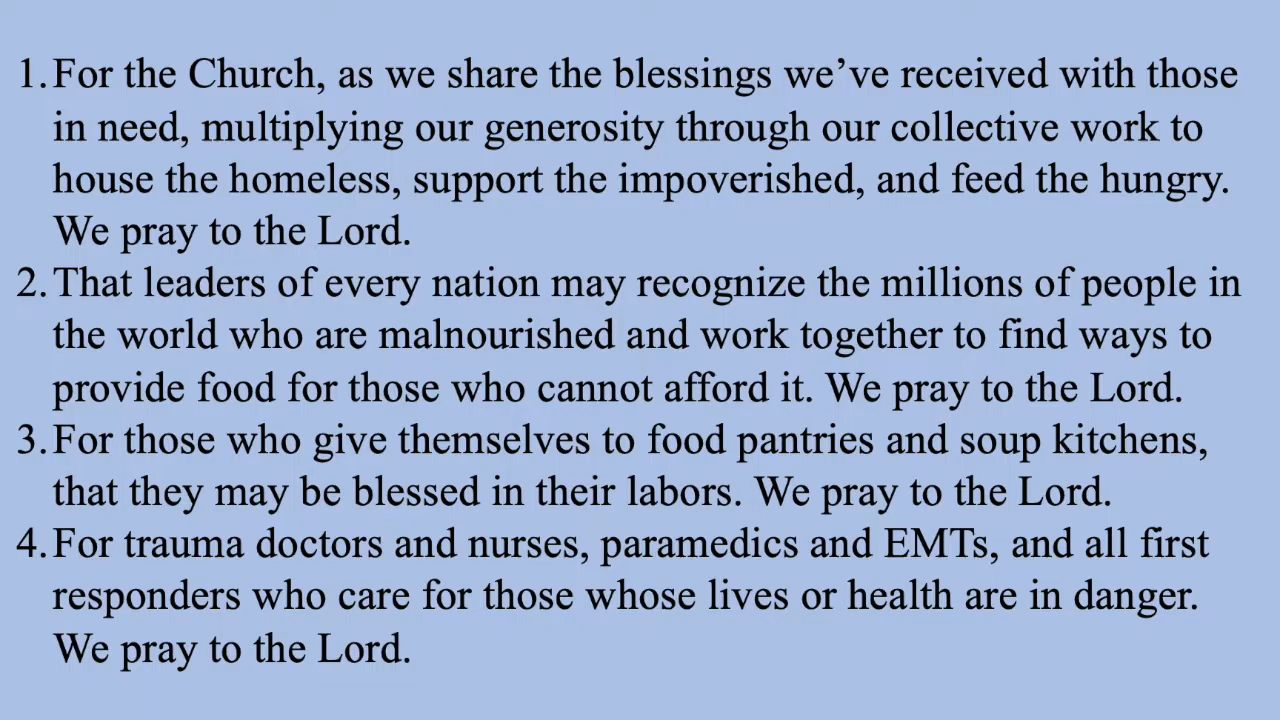 1. For the Church, as we share the blessings we’ve received with those
in need, multiplying our generosity through our collective work to
house the homeless, support the impoverished, and feed the hungry.
We pray to the Lord.
2. That leaders of every nation may recognize the millions of people in
the world who are malnourished and work together to find ways to
provide food for those who cannot afford it. We pray to the Lord.
3. For those who give themselves to food pantries and soup kitchens,
that they may be blessed in their labors. We pray to the Lord.
4. For trauma doctors and nurses, paramedics and EMTs, and all first
responders who care for those whose lives or health are in danger.
We pray to the Lord.